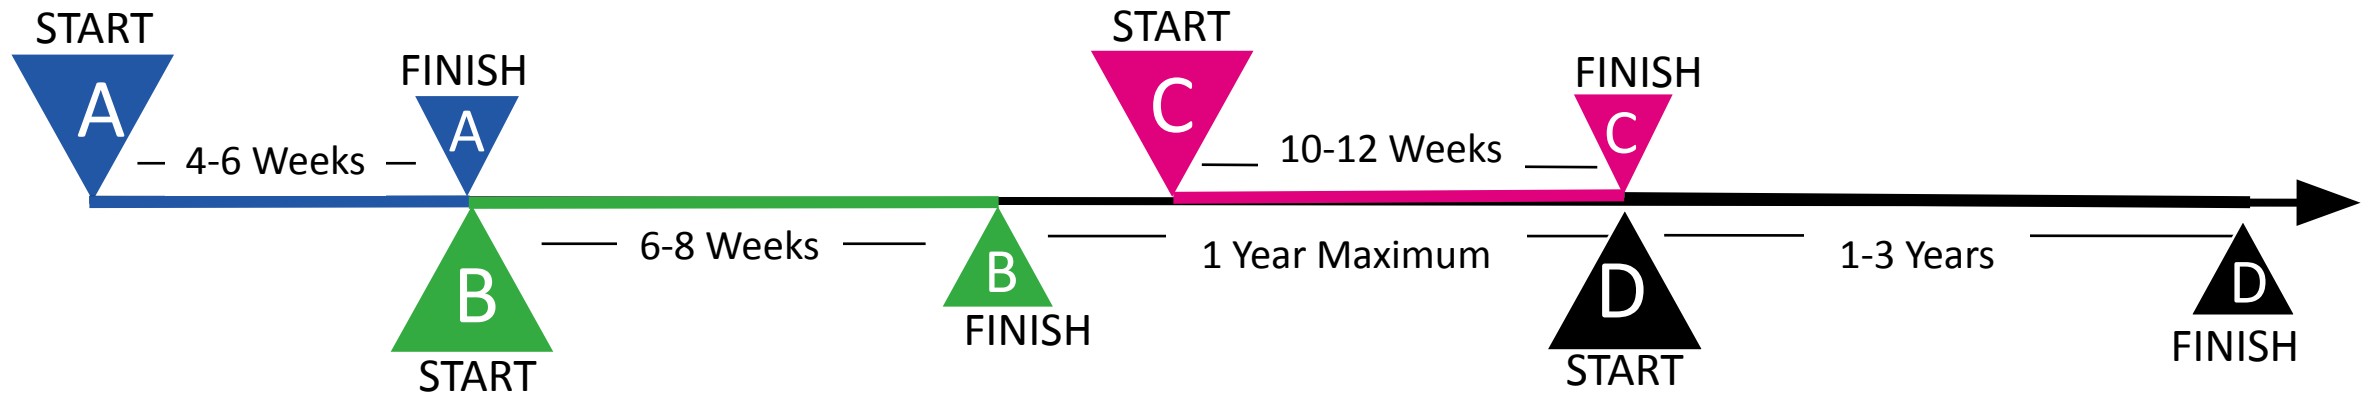 START
A
4-6 Weeks
FINISH
A
B
START
6-8 Weeks
B
FINISH
START
C
10-12 Weeks
FINISH
C
1 Year Maximum
D
START
1-3 Years
D
FINISH